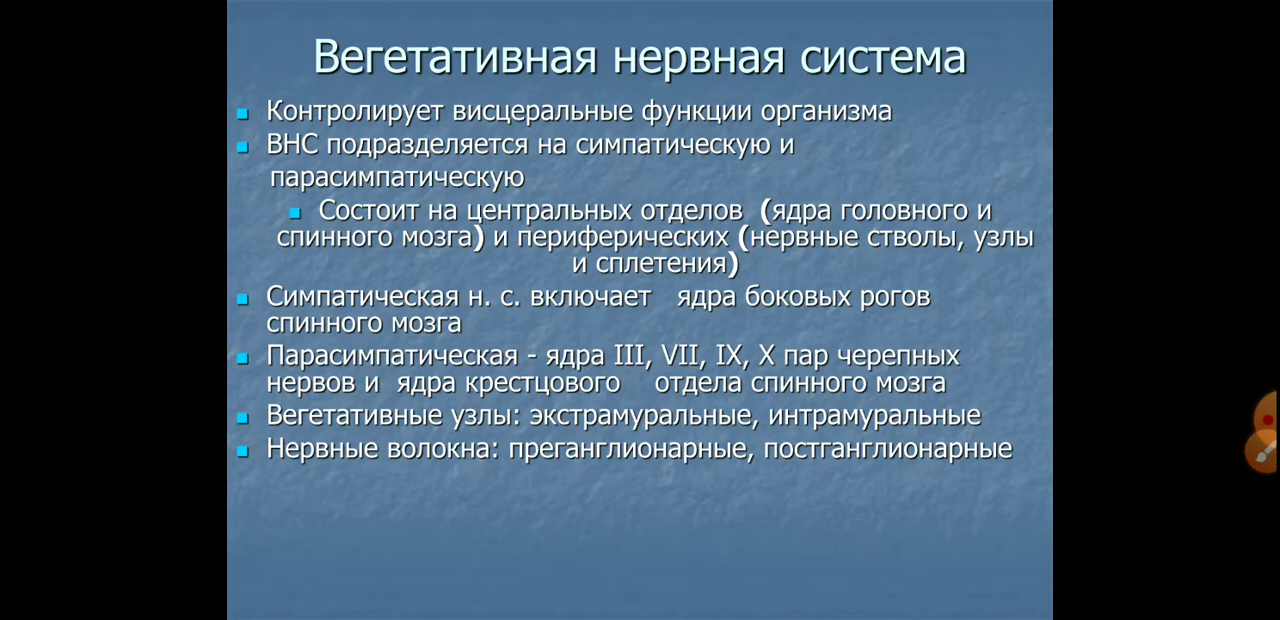 Вегетативная нервная система
Контролирует висцеральные функции организма
ВНС подразделяется на симпатическую и
парасимпатическую
Состоит на центральных отделов (ядра головного и
спинного мозга) и периферических (нервные стволы, узлы
и сплетения)
Симпатическая н. с. включает ядра боковых рогов
спинного мозга
Парасимпатическая - ядра III, VII, IX, X пар черепных
нервов и ядра крестцового отдела спинного мозга
Вегетативные узлы: экстрамуральные, интрамуральные
Нервные волокна: преганглионарные, постганглионарные